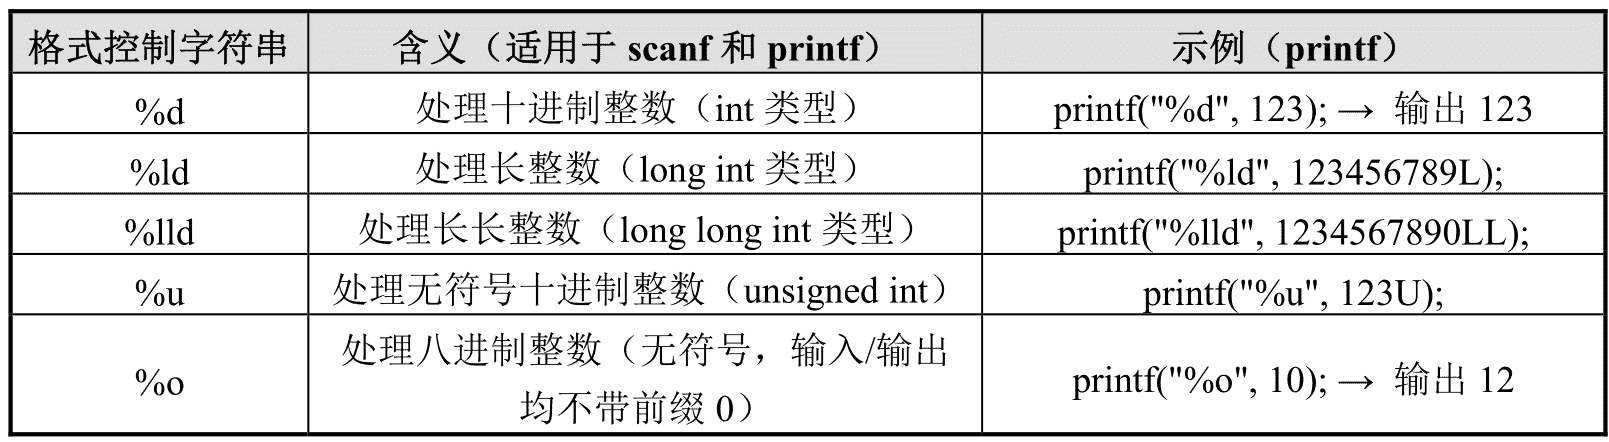 格式控制字符串 含义（适用于 scanf 和 printf） 示例（printf）
%d 处理十进制整数（int 类型） printf("%d", 123); → 输出 123
%ld 处理长整数（long int 类型） printf("%ld", 123456789L);
%lld 处理长长整数（long long int 类型） printf("%lld", 1234567890LL);
%u 处理无符号十进制整数（unsigned int） printf("%u", 123U);
%o 处理八进制整数（无符号，输入/输出
均不带前缀 0） printf("%o", 10); → 输出 12